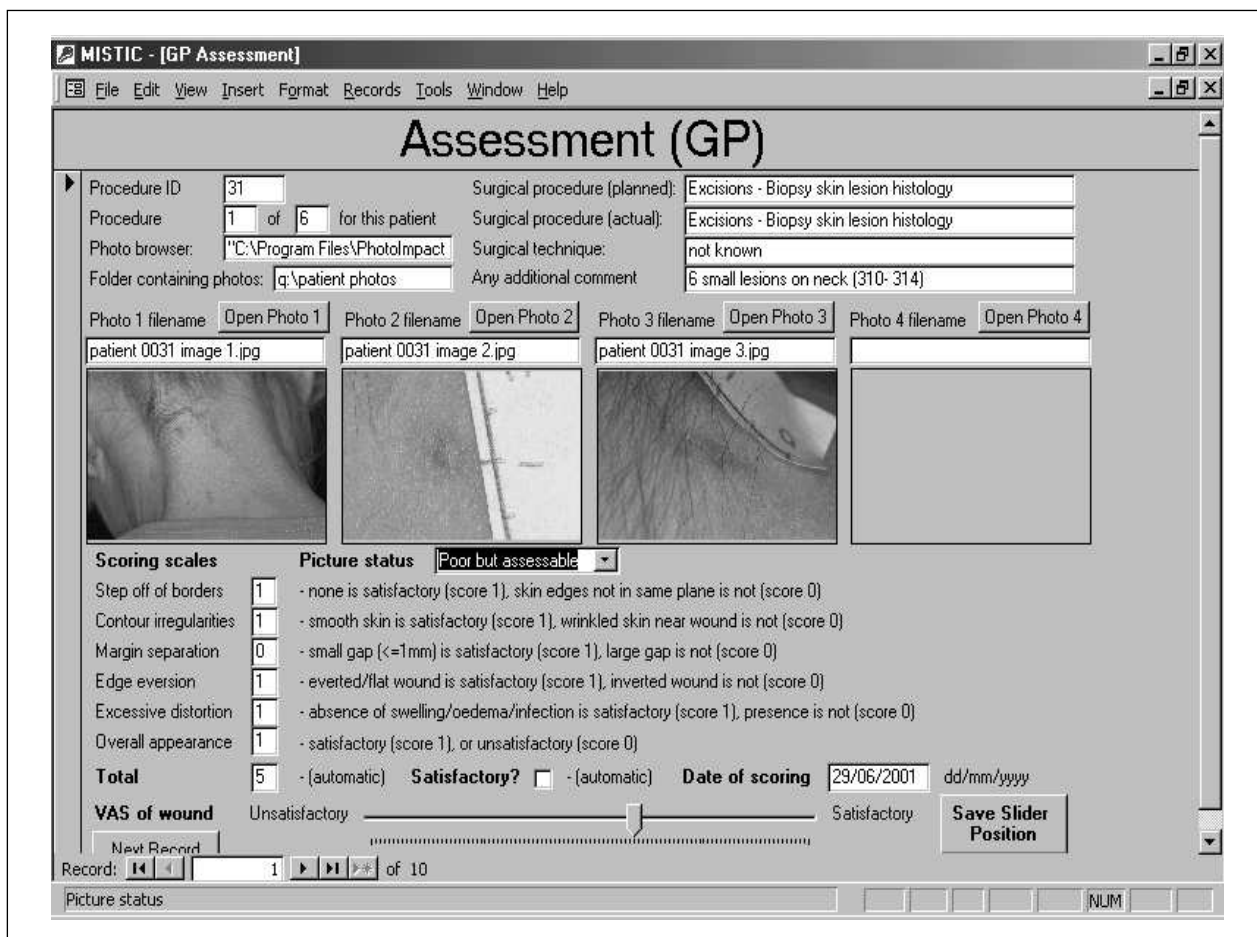 MISTIC - [GP Assessment]
File Edit View Insert Format Records Tools Window Help
Assessment (GP)
Procedure ID 31 Surgical procedure (planned): Excisions - Biopsy skin lesion histology
Procedure 1 of 6 for this patient Surgical procedure (actual): Excisions - Biopsy skin lesion histology
Photo browser: "C:\Program Files\PhotoImpact Surgical technique: not known
Folder containing photos: q:\patient photos Any additional comment 6 small lesions on neck (310- 314)
Photo 1 filename Open Photo 1 Photo 2 filename Open Photo 2 Photo 3 filename Open Photo 3 Photo 4 filename Open Photo 4
patient 0031 image 1.jpg patient 0031 image 2.jpg patient 0031 image 3.jpg
Scoring scales Picture status Poor but assessable
Step off of borders 1 - none is satisfactory (score 1), skin edges not in same plane is not (score 0)
Contour irregularities 1 - smooth skin is satisfactory (score 1), wrinkled skin near wound is not (score 0)
Margin separation 0 - small gap (<=1mm) is satisfactory (score 1), large gap is not (score 0)
Edge eversion 1 - everted/flat wound is satisfactory (score 1), inverted wound is not (score 0)
Excessive distortion 1 - absence of swelling/oedema/infection is satisfactory (score 1), presence is not (score 0)
Overall appearance 1 - satisfactory (score 1), or unsatisfactory (score 0)
Total 5 - (automatic) Satisfactory? - (automatic) Date of scoring 29/06/2001 dd/mm/yyyy
VAS of wound Unsatisfactory Satisfactory Save Slider
Position
Next Record
Record: 1 of 10
Picture status NUM